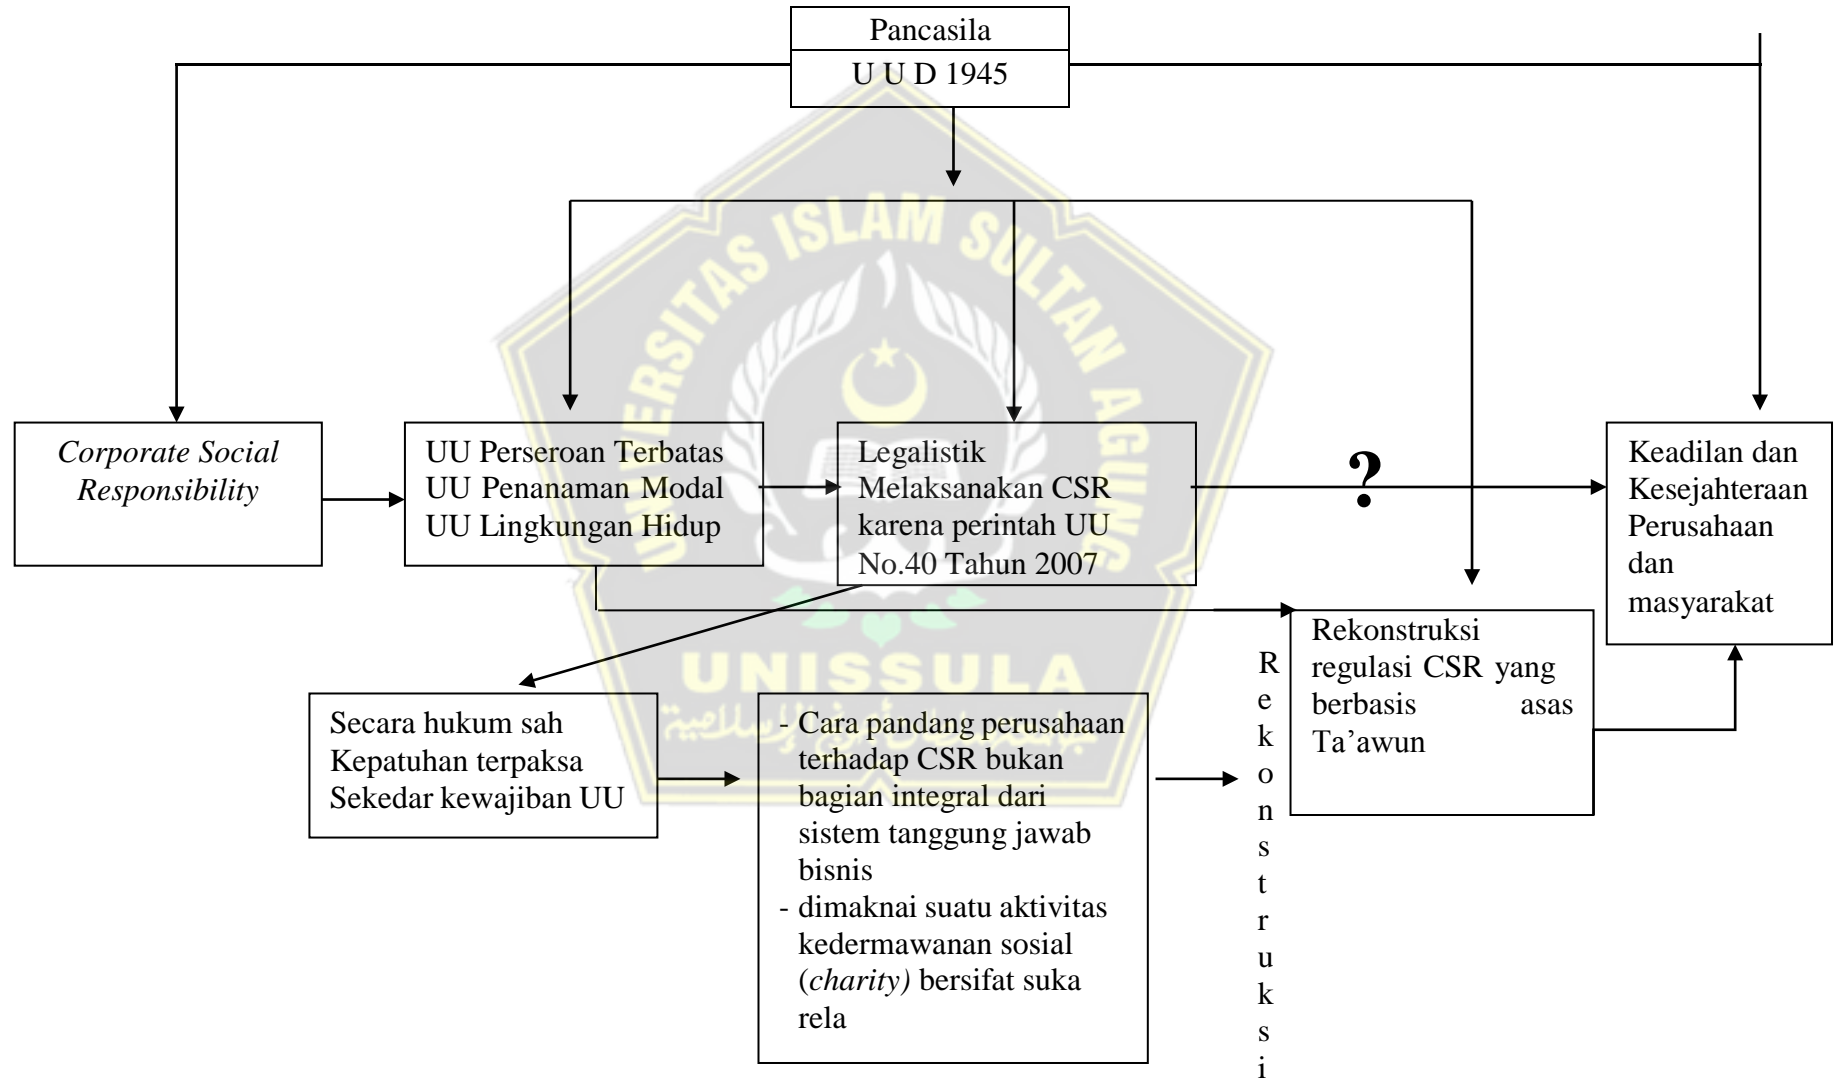 Pancasila
U U D 1945
Corporate Social
Responsibility
UU Perseroan Terbatas
UU Penanaman Modal
UU Lingkungan Hidup
Legalistik
Melaksanakan CSR
karena perintah UU
No.40 Tahun 2007
?
Keadilan dan
Kesejahteraan
Perusahaan
dan
masyarakat
Secara hukum sah
Kepatuhan terpaksa
Sekedar kewajiban UU
- Cara pandang perusahaan
terhadap CSR bukan
bagian integral dari
sistem tanggung jawab
bisnis
- dimaknai suatu aktivitas
kedermawanan sosial
(charity) bersifat suka
rela
R
e
k
o
n
s
t
r
u
k
s
i
Rekonstruksi
regulasi CSR yang
berbasis asas
Ta’awun
UNIVERSITAS ISLAM SULTAN AGUNG
UNISSULA